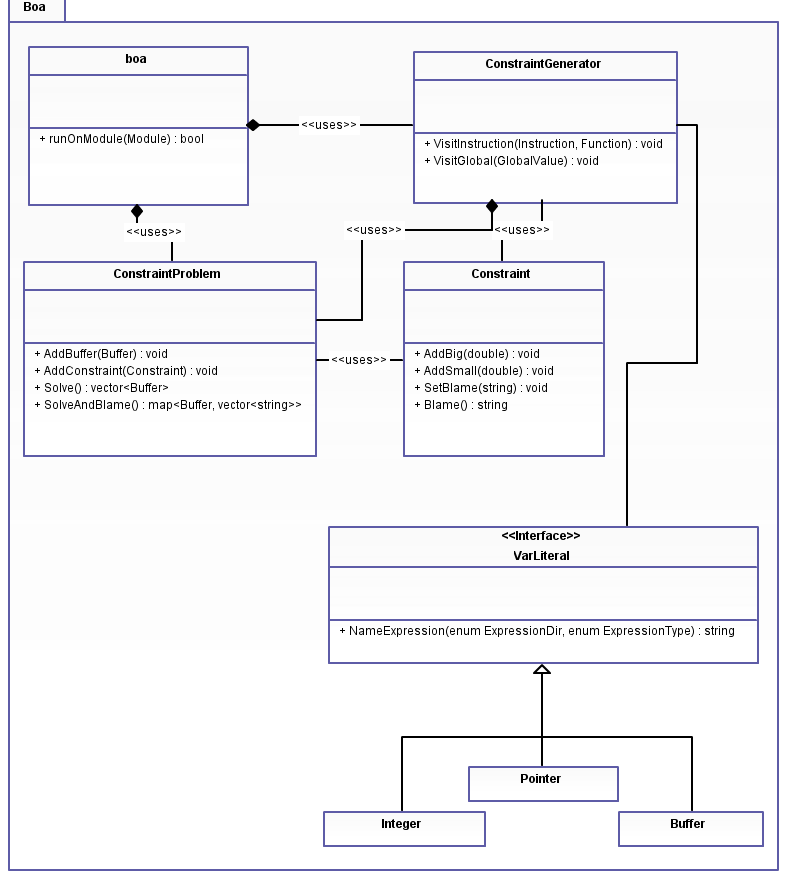 Boa
boa
+ runOnModule(Module) : bool
<<uses>>
ConstraintGenerator
+ VisitInstruction(Instruction, Function) : void
+ VisitGlobal(GlobalValue) : void
<<uses>>
<<uses>>
<<uses>>
ConstraintProblem
+ AddBuffer(Buffer) : void
+ AddConstraint(Constraint) : void
+ Solve() : vector<Buffer>
+ SolveAndBlame() : map<Buffer, vector<string>>
<<uses>>
Constraint
+ AddBig(double) : void
+ AddSmall(double) : void
+ SetBlame(string) : void
+ Blame() : string
<<Interface>>
VarLiteral
+ NameExpression(enum ExpressionDir, enum ExpressionType) : string
Pointer
Integer
Buffer